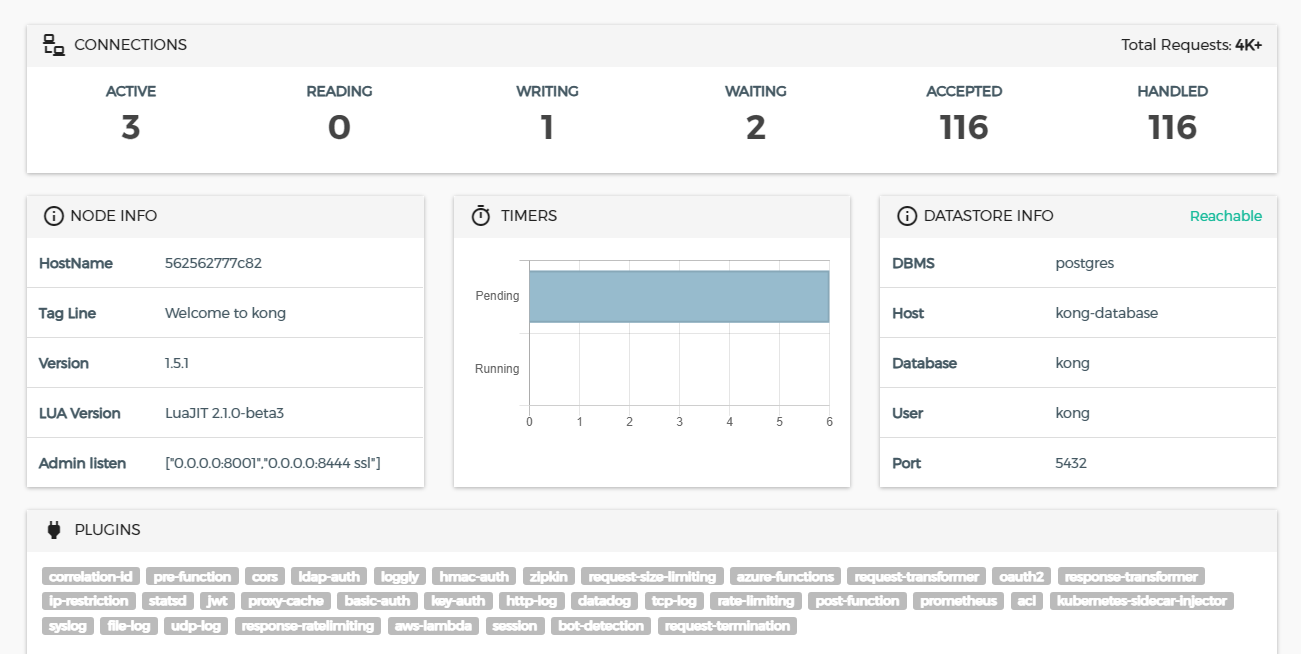 CONNECTIONS Total Requests: 4K+
ACTIVE READING WRITING WAITING ACCEPTED HANDLED
3 0 1 2 116 116
NODE INFO
HostName 562562777c82
Tag Line Welcome to kong
Version 1.5.1
LUA Version LuaJIT 2.1.0-beta3
Admin listen ["0.0.0.0:8001","0.0.0.0:8444 ssl"]
TIMERS
Pending
Running
0 1 2 3 4 5 6
DATASTORE INFO Reachable
DBMS postgres
Host kong-database
Database kong
User kong
Port 5432
PLUGINS
correlation-id pre-function cors ldap-auth loggly hmac-auth zipkin request-size-limiting azure-functions request-transformer oauth2 response-transformer
ip-restriction statsd jwt proxy-cache basic-auth key-auth http-log datadog tcp-log rate-limiting post-function prometheus acl kubernetes-sidecar-injector
syslog file-log udp-log response-ratelimiting aws-lambda session bot-detection request-termination